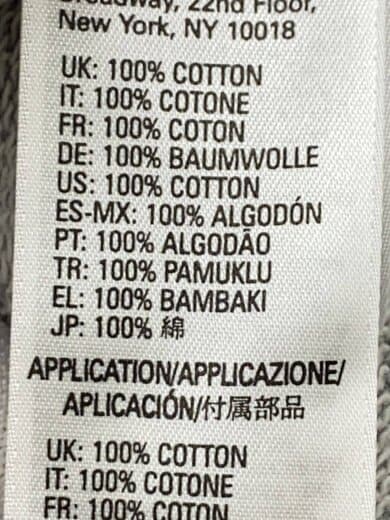 Broadway, 22nd Floor,
New York, NY 10018
UK: 100% COTTON
IT: 100% COTONE
FR: 100% COTON
DE: 100% BAUMWOLLE
US: 100% COTTON
ES-MX: 100% ALGODÓN
PT: 100% ALGODÃO
TR: 100% PAMUKLU
EL: 100% BAMBAKI
JP: 100% 綿
APPLICATION/APPLICAZIONE/
APLICACIÓN/付属部品
UK: 100% COTTON
IT: 100% COTONE
FR: 100% COTON